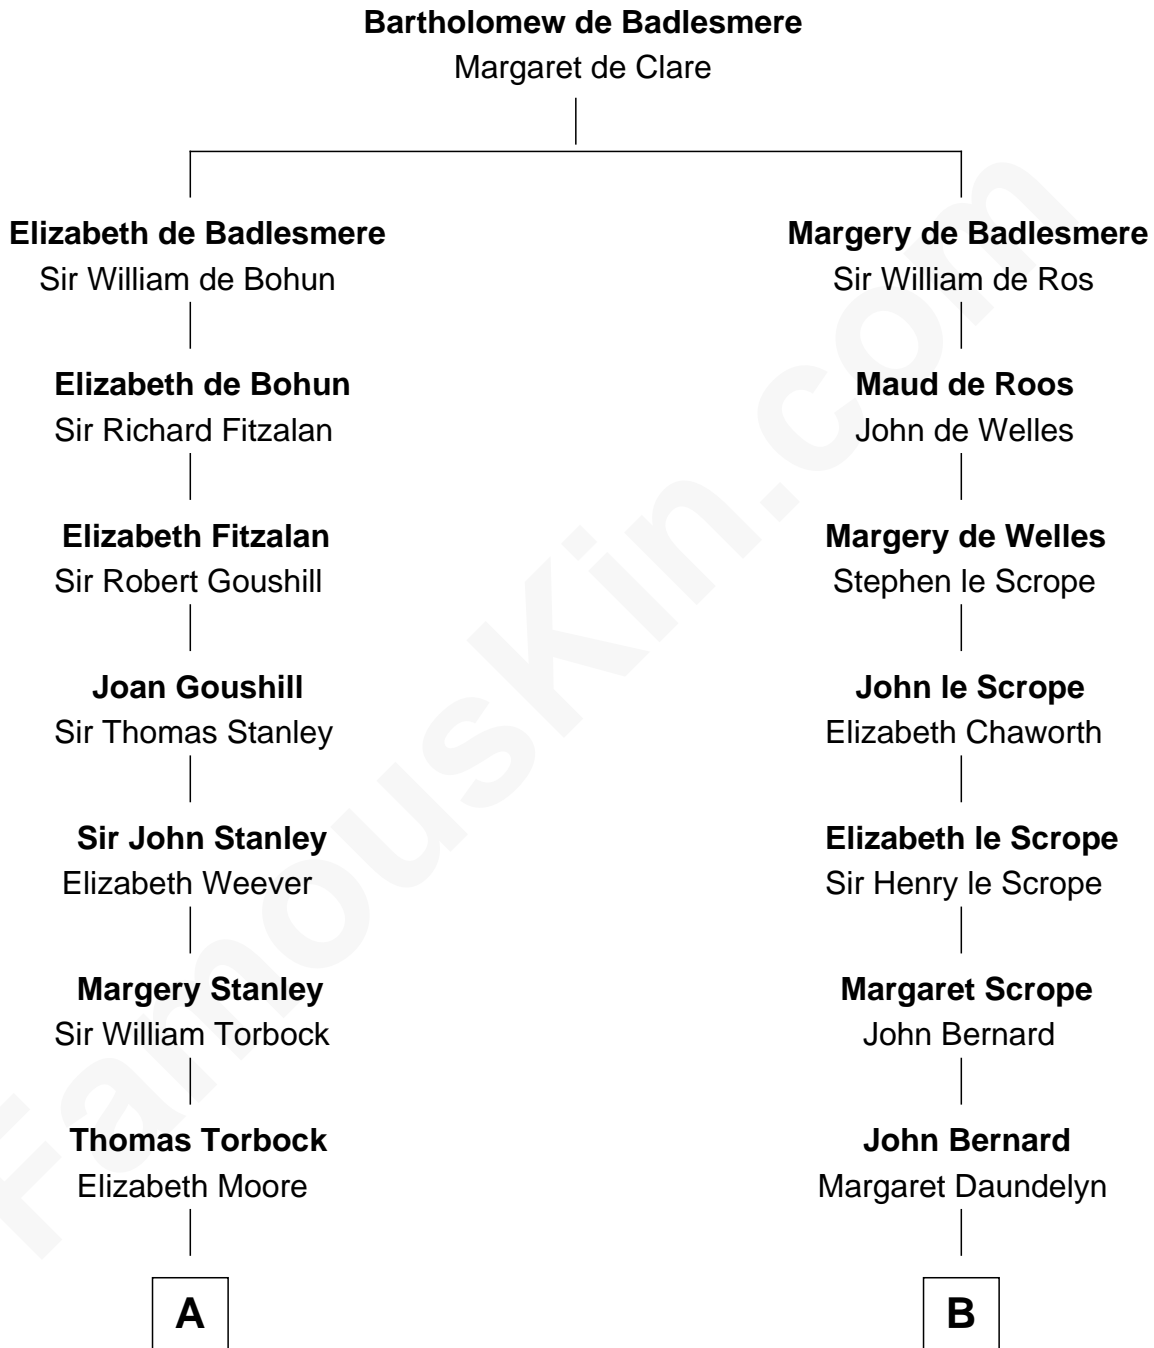 Bartholomew de Badlesmere
Margaret de Clare
Elizabeth de Badlesmere
Sir William de Bohun
Elizabeth de Bohun
Sir Richard Fitzalan
Elizabeth Fitzalan
Sir Robert Goushill
Joan Goushill
Sir Thomas Stanley
Sir John Stanley
Elizabeth Weever
Margery Stanley
Sir William Torbock
Thomas Torbock
Elizabeth Moore
A
Margery de Badlesmere
Sir William de Ros
Maud de Roos
John de Welles
Margery de Welles
Stephen le Scrope
John le Scrope
Elizabeth Chaworth
Elizabeth le Scrope
Sir Henry le Scrope
Margaret Scrope
John Bernard
John Bernard
Margaret Daundelyn
B
FamousKin.com